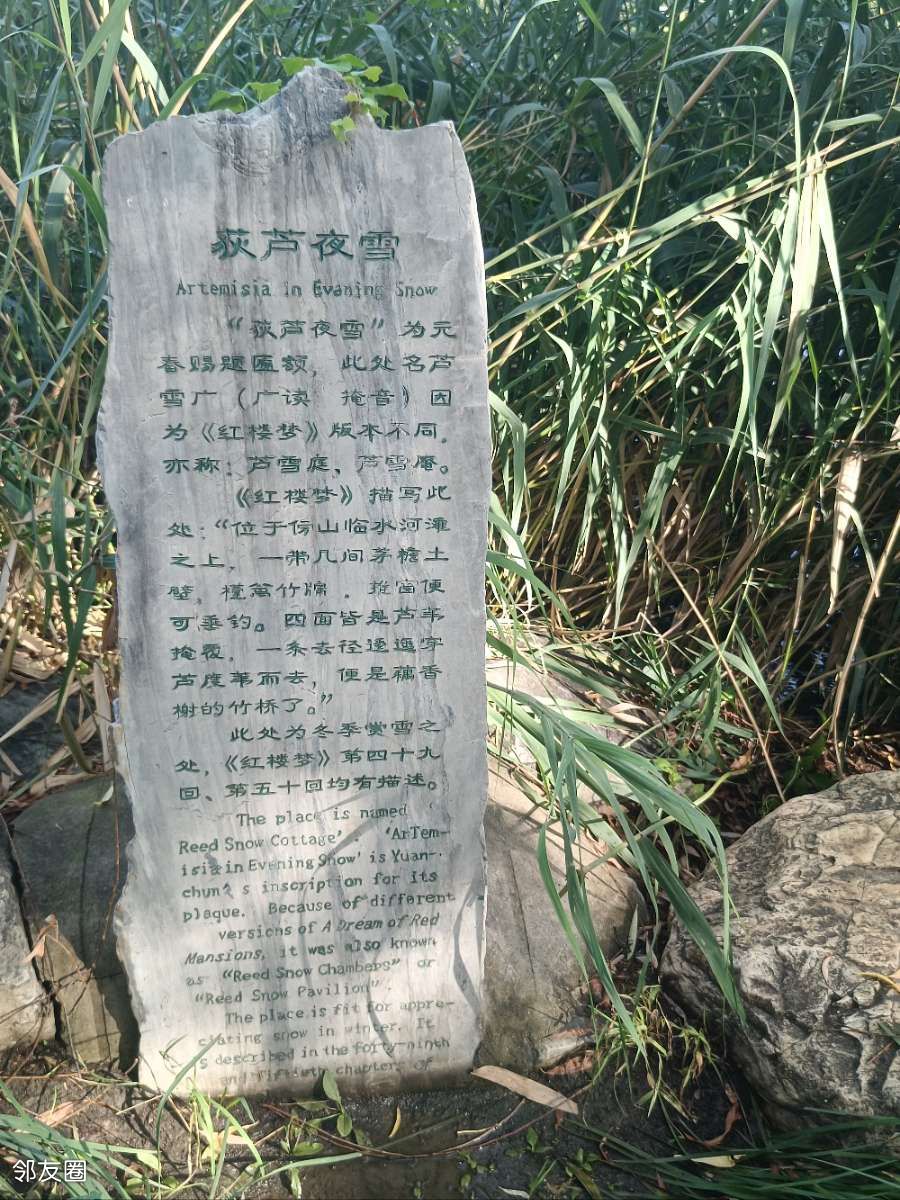 荻芦夜雪
Artemisia in Evening Snow
“荻芦夜雪”为元
春赐题匾额，此处名芦
雪广（广读 掩音）因
为《红楼梦》版本不同，
亦称：芦雪庭、芦雪庵。
《红楼梦》描写此
处：“位于傍山临水河滩
之上，一带几间茅檐土
壁，槿篱竹牖，推窗便
可垂钓。四面皆是芦苇
掩覆，一条去径逶迤穿
芦度苇而去，便是藕香
榭的竹桥了。”
此处为冬季赏雪之
处，《红楼梦》第四十九
回、第五十回均有描述。
The place is named
Reed Snow Cottage'. 'ArTem-
isia in Evening Snow' is Yuan-
chun's inscription for its
plaque. Because of different
versions of A Dream of Red
Mansions, it was also known
as "Reed Snow Chambers" or
"Reed Snow Pavilion".
The place is fit for appre-
ciating snow in winter. It
is described in the forty-ninth
and fiftieth chapters of
邻友圈